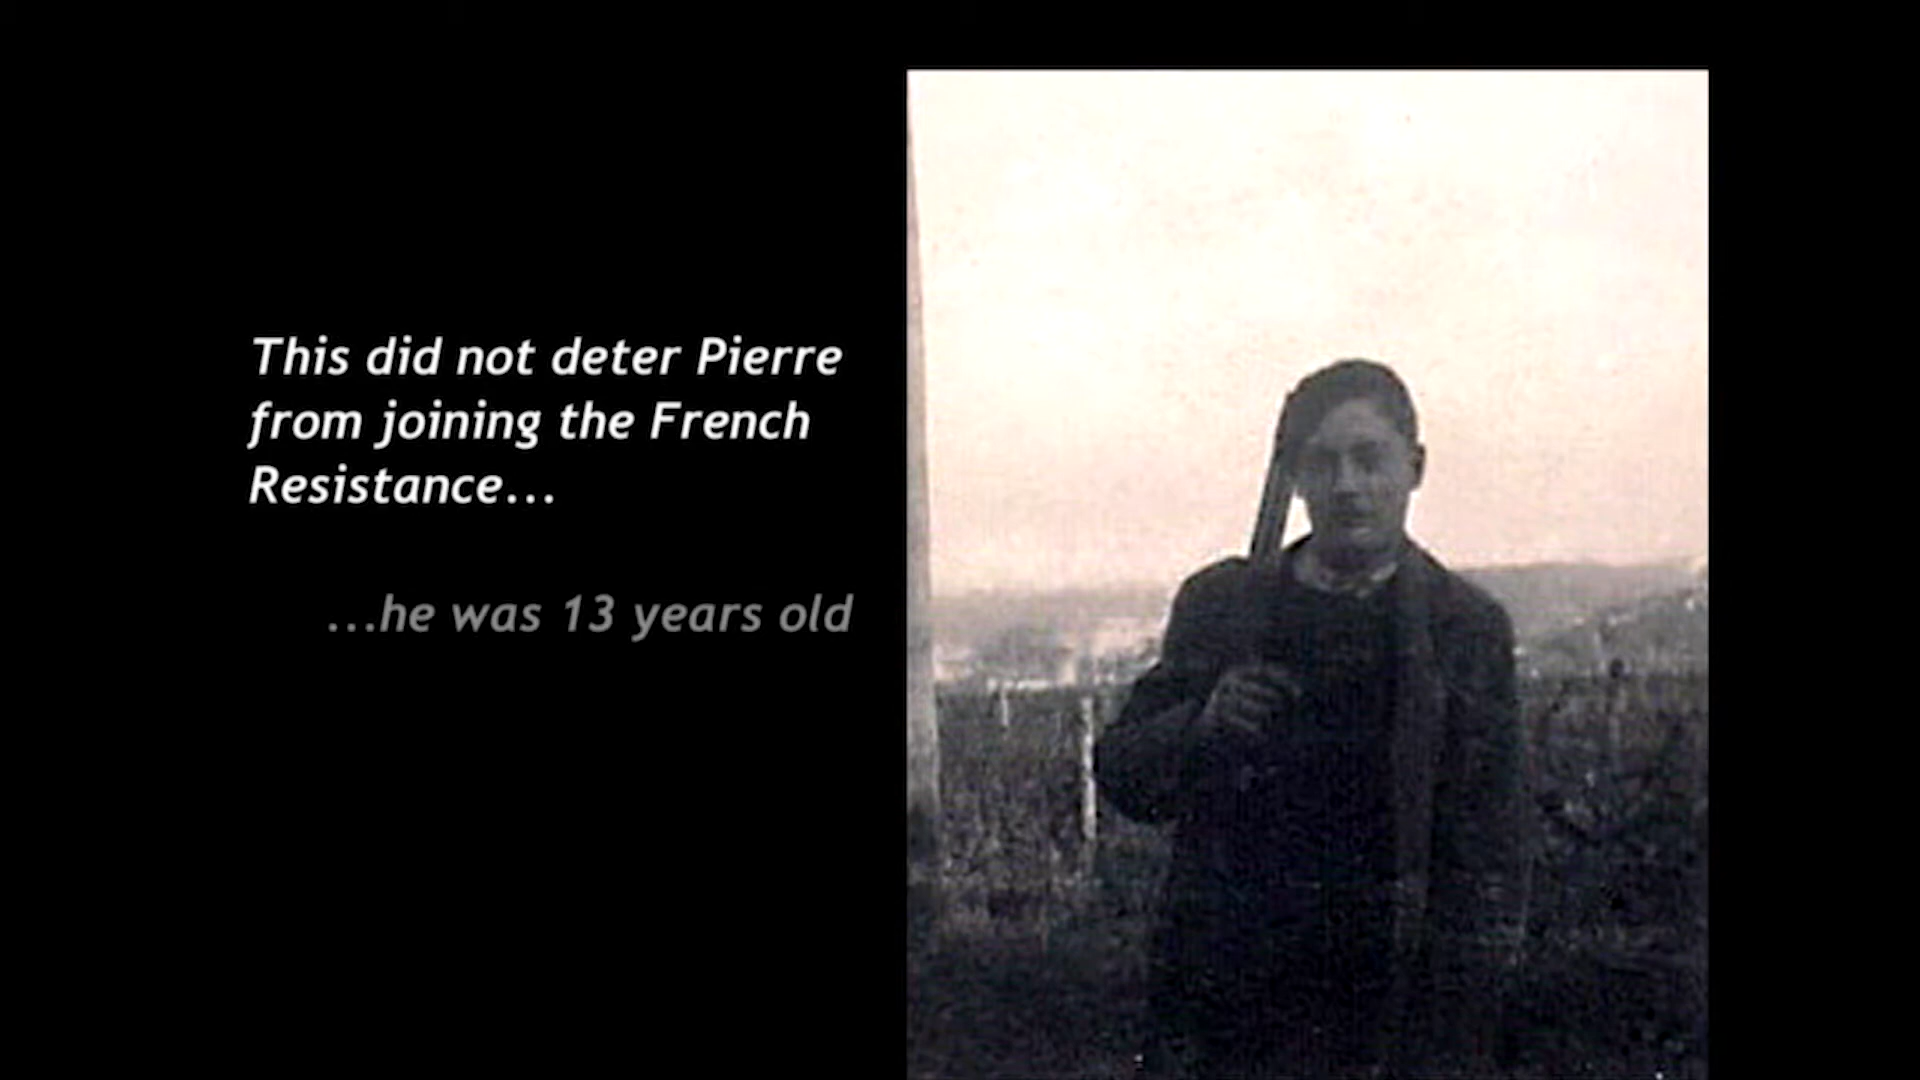 This did not deter Pierre
from joining the French
Resistance...
...he was 13 years old